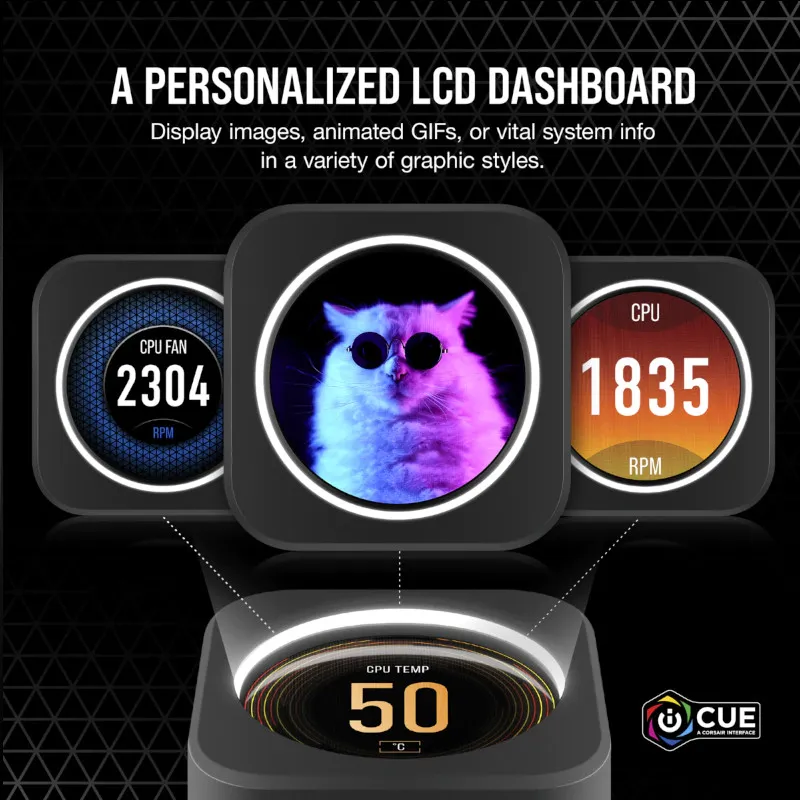 A PERSONALIZED LCD DASHBOARD
Display images, animated GIFs, or vital system info
in a variety of graphic styles.
CPU FAN
2304
RPM
CPU
1835
RPM
CPU TEMP
50
°C
iCUE
A CORSAIR INTERFACE